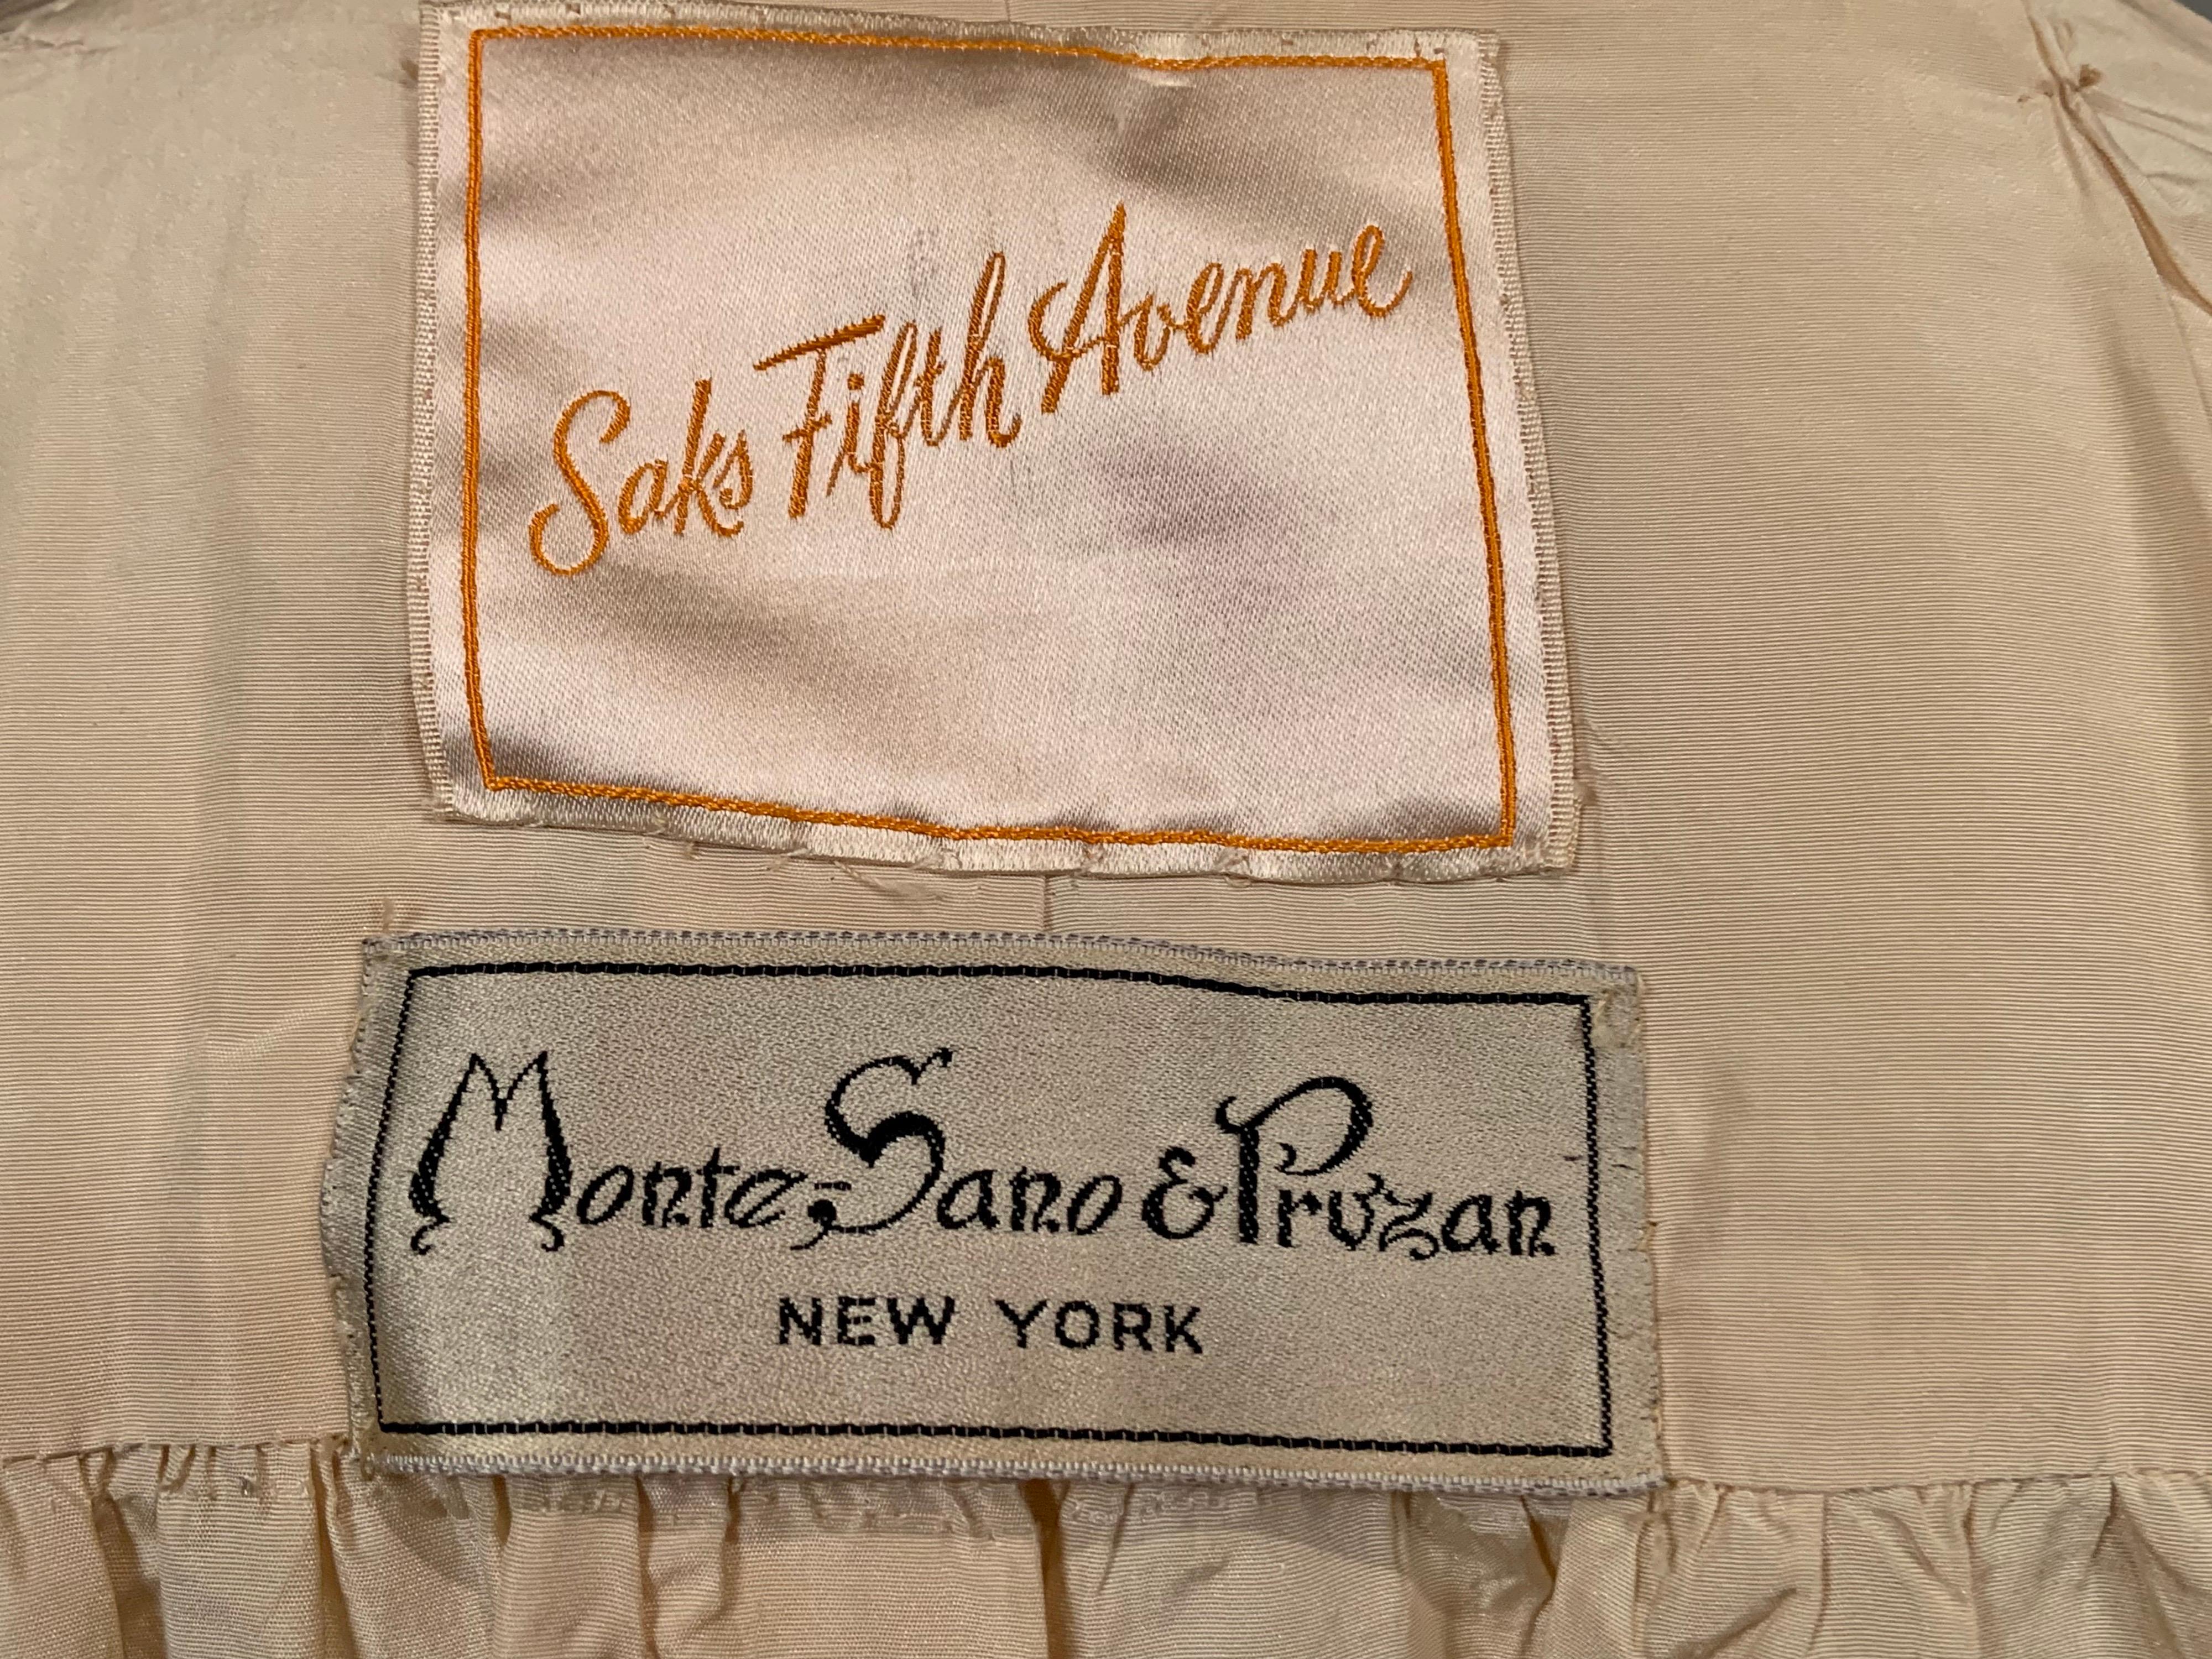 Saks Fifth Avenue
Monte-Sano & Pruzan
NEW YORK